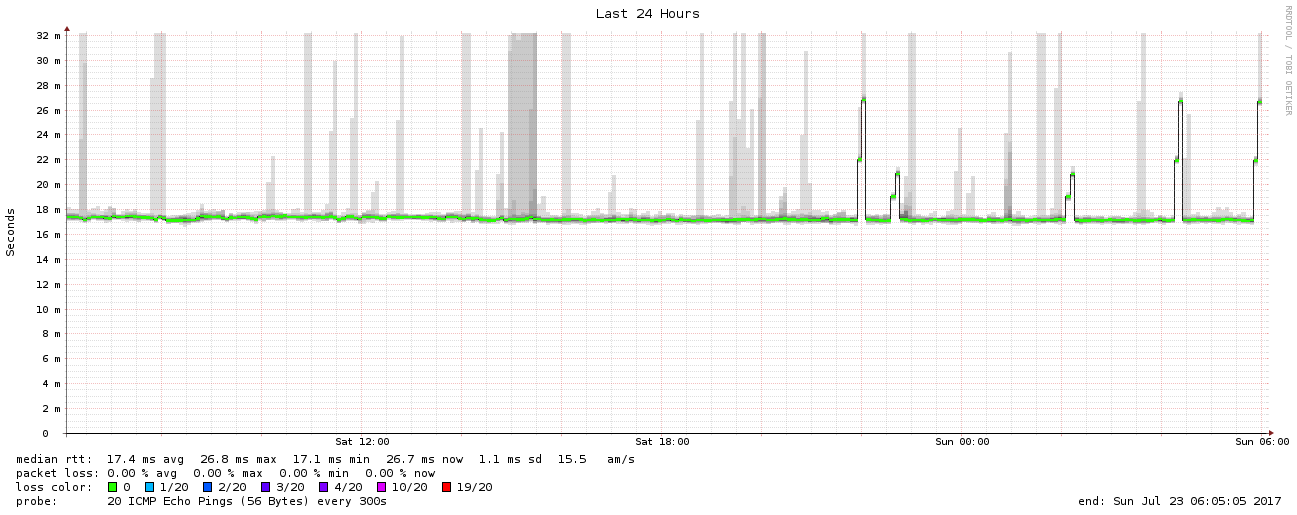 Last 24 Hours
RRDTOOL / TOBI OETIKER
Seconds
32 m
30 m
28 m
26 m
24 m
22 m
20 m
18 m
16 m
14 m
12 m
10 m
8 m
6 m
4 m
2 m
0
Sat 12:00 Sat 18:00 Sun 00:00 Sun 06:00
median rtt: 17.4 ms avg 26.8 ms max 17.1 ms min 26.7 ms now 1.1 ms sd 15.5 am/s
packet loss: 0.00 % avg 0.00 % max 0.00 % min 0.00 % now
loss color: 0 1/20 2/20 3/20 4/20 10/20 19/20
probe: 20 ICMP Echo Pings (56 Bytes) every 300s end: Sun Jul 23 06:05:05 2017